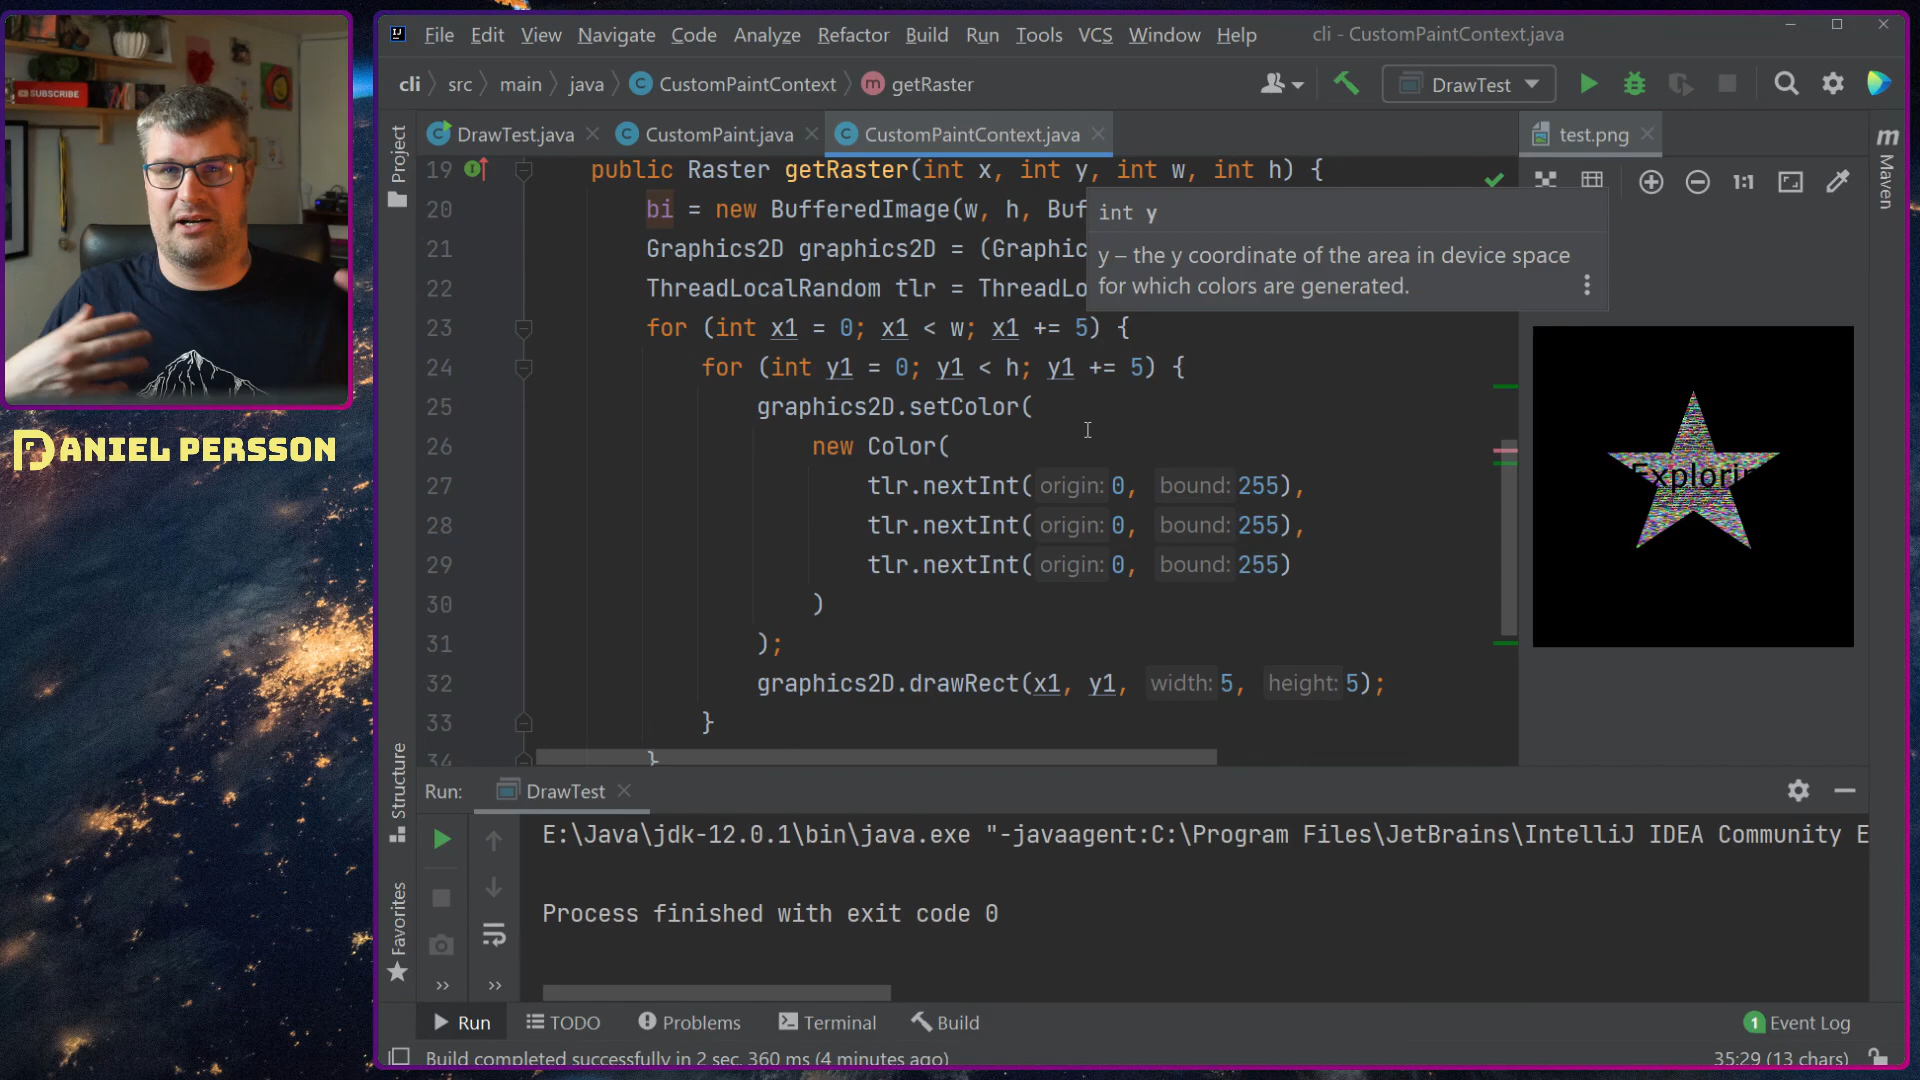 SUBSCRIBE
DANIEL PERSSON
File Edit View Navigate Code Analyze Refactor Build Run Tools VCS Window Help cli - CustomPaintContext.java
cli src main java CustomPaintContext getRaster DrawTest
DrawTest.java CustomPaint.java CustomPaintContext.java test.png
19 public Raster getRaster(int x, int y, int w, int h) {
20 bi = new BufferedImage(w, h, Buf
21 Graphics2D graphics2D = (Graphic
22 ThreadLocalRandom tlr = ThreadLo
int y
y – the y coordinate of the area in device space
for which colors are generated.
1:1
23 for (int x1 = 0; x1 < w; x1 += 5) {
24 for (int y1 = 0; y1 < h; y1 += 5) {
25 graphics2D.setColor(
26 new Color(
27 tlr.nextInt( origin: 0, bound: 255),
28 tlr.nextInt( origin: 0, bound: 255),
29 tlr.nextInt( origin: 0, bound: 255)
30 )
31 );
32 graphics2D.drawRect(x1, y1, width: 5, height: 5);
33 }
34 }
Explori
Project
Structure
Favorites
Maven
Run: DrawTest
E:\Java\jdk-12.0.1\bin\java.exe "-javaagent:C:\Program Files\JetBrains\IntelliJ IDEA Community E
Process finished with exit code 0
Run TODO Problems Terminal Build 1 Event Log
Build completed successfully in 2 sec, 360 ms (4 minutes ago) 35:29 (13 chars)